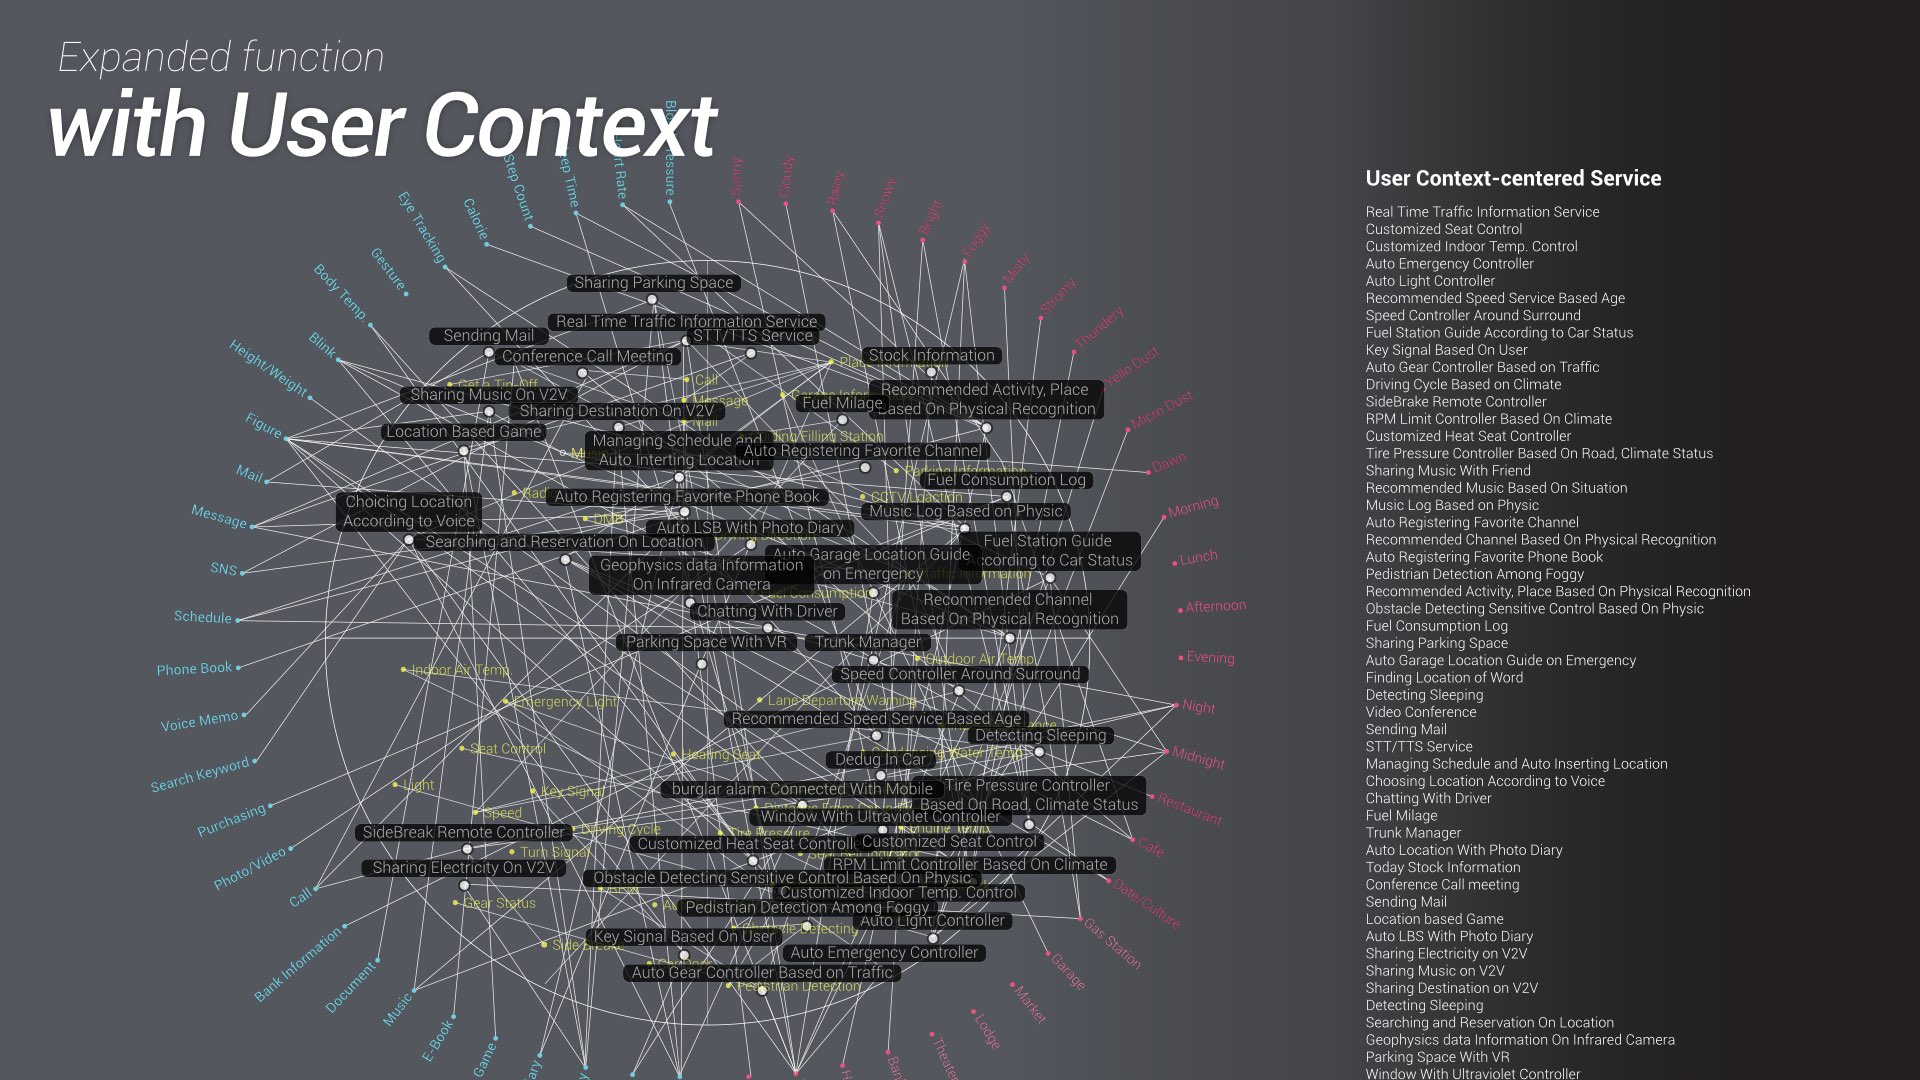 Expanded function
with User Context
Step Count
Calorie
Eye Tracking
Gesture
Body Temp.
Blink
Height/Weight
Figure
Mail
Message
SNS
Schedule
Phone Book
Voice Memo
Search Keyword
Purchasing
Photo/Video
Call
Bank Information
Document
Music
E-Book
Game
Sunny
Cloudy
Rainy
Snowy
Bright
Foggy
Misty
Stromy
Thundery
Yello Dust
Micro Dust
Dawn
Morning
Lunch
Afternoon
Evening
Night
Midnight
Restaurant
Cafe
Date/Culture
Gas Station
Garage
Market
Lodge
Theater
Sharing Parking Space
Real Time Traffic Information Service
Sending Mail
STT/TTS Service
Conference Call Meeting
Stock Information
Call
Get a Tip-Off
Sharing Music On V2V
Recommended Activity, Place
Based On Physical Recognition
Message
Fuel Milage
Sharing Destination On V2V
Mail
Location Based Game
Managing Schedule and
Auto Interting Location
Filling Station
Auto Registering Favorite Channel
Parking Information
Fuel Consumption Log
Choicing Location
According to Voice
Auto Registering Favorite Phone Book
CCTV Loaction
Music Log Based on Physic
DMB
Auto LSB With Photo Diary
Searching and Reservation On Location
Fuel Station Guide
According to Car Status
Auto Garage Location Guide
on Emergency
Geophysics data Information
On Infrared Camera
Recommended Channel
Based On Physical Recognition
Chatting With Driver
Parking Space With VR
Trunk Manager
Outdoor Air Temp.
Indoor Air Temp.
Speed Controller Around Surround
Emergency Light
Lane Departure Warning
Recommended Speed Service Based Age
Detecting Sleeping
Seat Control
Healing Seat
Dedug In Car
Light
Key Signal
burglar alarm Connected With Mobile
Tire Pressure Controller
Based On Road, Climate Status
Speed
Window With Ultraviolet Controller
SideBreak Remote Controller
Driving Cycle
Tire Pressure
Engine Temp.
Customized Heat Seat Controller
Customized Seat Control
Turn Signal
Sharing Electricity On V2V
RPM Limit Controller Based On Climate
Obstacle Detecting Sensitive Control Based On Physic
RPM
Customized Indoor Temp. Control
Gear Status
Pedistrian Detection Among Foggy
Auto Light Controller
Obstacle Detecting
Key Signal Based On User
Side Breake
Auto Emergency Controller
Auto Gear Controller Based on Traffic
Pedistrian Detection
User Context-centered Service
Real Time Traffic Information Service
Customized Seat Control
Customized Indoor Temp. Control
Auto Emergency Controller
Auto Light Controller
Recommended Speed Service Based Age
Speed Controller Around Surround
Fuel Station Guide According to Car Status
Key Signal Based On User
Auto Gear Controller Based on Traffic
Driving Cycle Based on Climate
SideBrake Remote Controller
RPM Limit Controller Based On Climate
Customized Heat Seat Controller
Tire Pressure Controller Based On Road, Climate Status
Sharing Music With Friend
Recommended Music Based On Situation
Music Log Based on Physic
Auto Registering Favorite Channel
Recommended Channel Based On Physical Recognition
Auto Registering Favorite Phone Book
Pedistrian Detection Among Foggy
Recommended Activity, Place Based On Physical Recognition
Obstacle Detecting Sensitive Control Based On Physic
Fuel Consumption Log
Sharing Parking Space
Auto Garage Location Guide on Emergency
Finding Location of Word
Detecting Sleeping
Video Conference
Sending Mail
STT/TTS Service
Managing Schedule and Auto Inserting Location
Choosing Location According to Voice
Chatting With Driver
Fuel Milage
Trunk Manager
Auto Location With Photo Diary
Today Stock Information
Conference Call meeting
Sending Mail
Location based Game
Auto LBS With Photo Diary
Sharing Electricity on V2V
Sharing Music on V2V
Sharing Destination on V2V
Detecting Sleeping
Searching and Reservation On Location
Geophysics data Information On Infrared Camera
Parking Space With VR
Window With Ultraviolet Controller